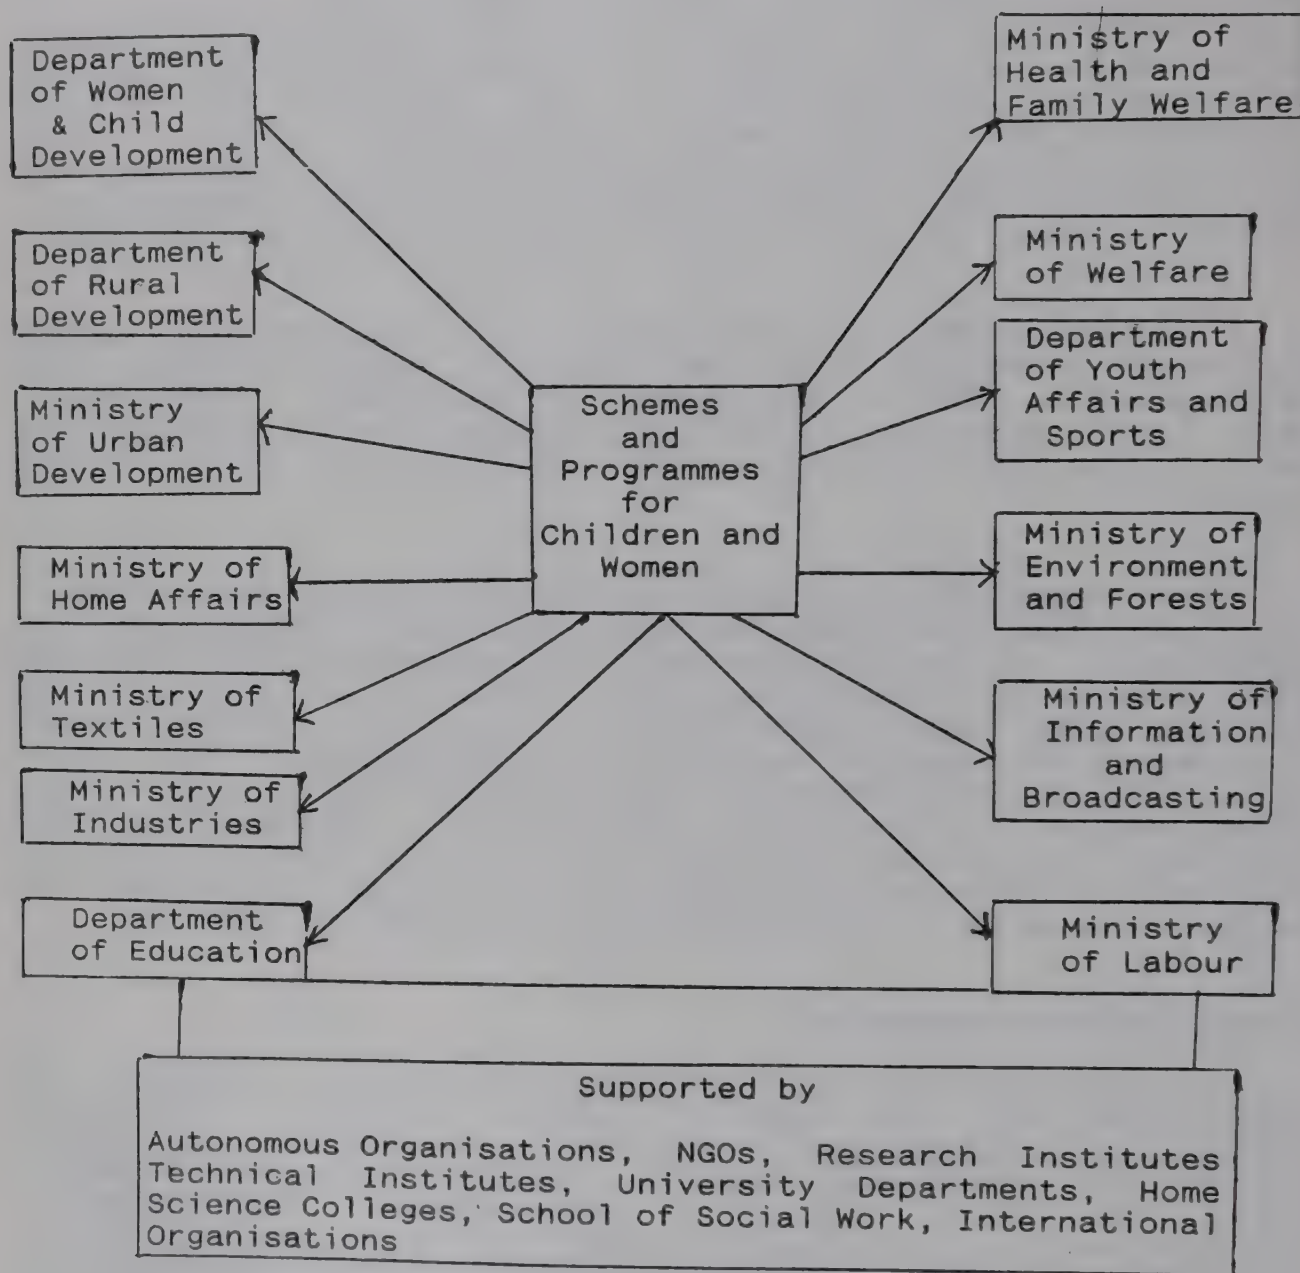 Department
of Women
& Child
Development
Department
of Rural
Development
Ministry
of Urban
Development
Ministry of
Home Affairs
Ministry of
Textiles
Ministry of
Industries
Department
of Education
Schemes
and
Programmes
for
Children and
Women
Ministry of
Health and
Family Welfare
Ministry
of Welfare
Department
of Youth
Affairs and
Sports
Ministry of
Environment
and Forests
Ministry of
Information
and
Broadcasting
Ministry
of Labour
Supported by
Autonomous Organisations, NGOs, Research Institutes
Technical Institutes, University Departments, Home
Science Colleges, School of Social Work, International
Organisations